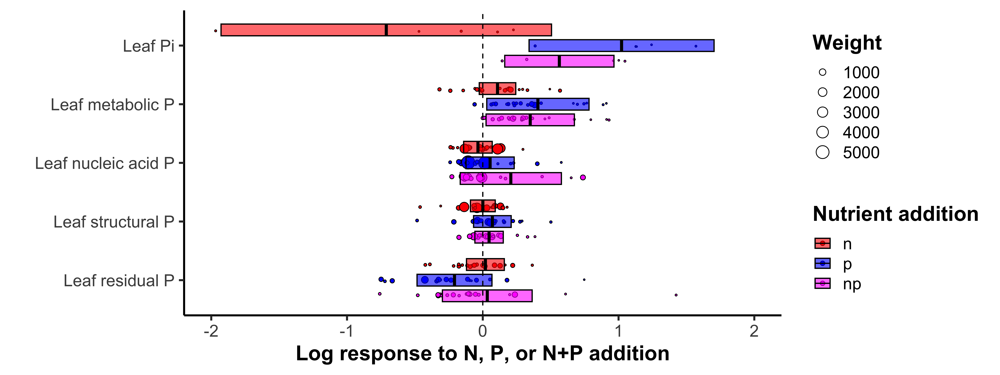 Leaf Pi
Leaf metabolic P
Leaf nucleic acid P
Leaf structural P
Leaf residual P
-2
-1
0
1
2
Log response to N, P, or N+P addition
Weight
1000
2000
3000
4000
5000
Nutrient addition
n
p
np